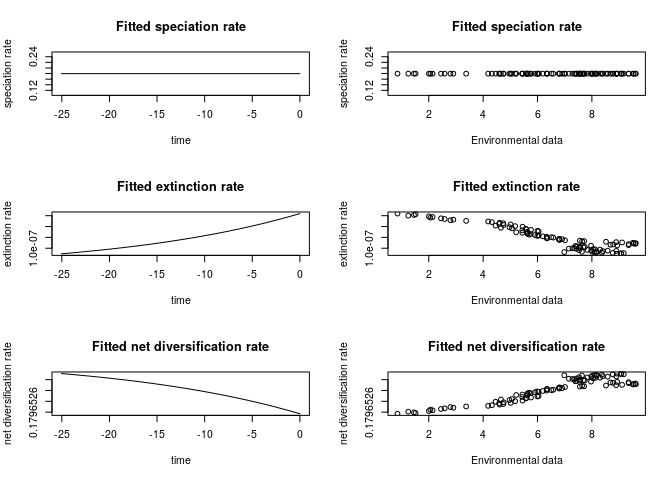 Fitted speciation rate
speciation rate
0.12 0.24
-25 -20 -15 -10 -5 0
time
Fitted speciation rate
speciation rate
0.12 0.24
2 4 6 8
Environmental data
Fitted extinction rate
extinction rate
1.0e-07
-25 -20 -15 -10 -5 0
time
Fitted extinction rate
extinction rate
1.0e-07
2 4 6 8
Environmental data
Fitted net diversification rate
net diversification rate
0.1796526
-25 -20 -15 -10 -5 0
time
Fitted net diversification rate
net diversification rate
0.1796526
2 4 6 8
Environmental data